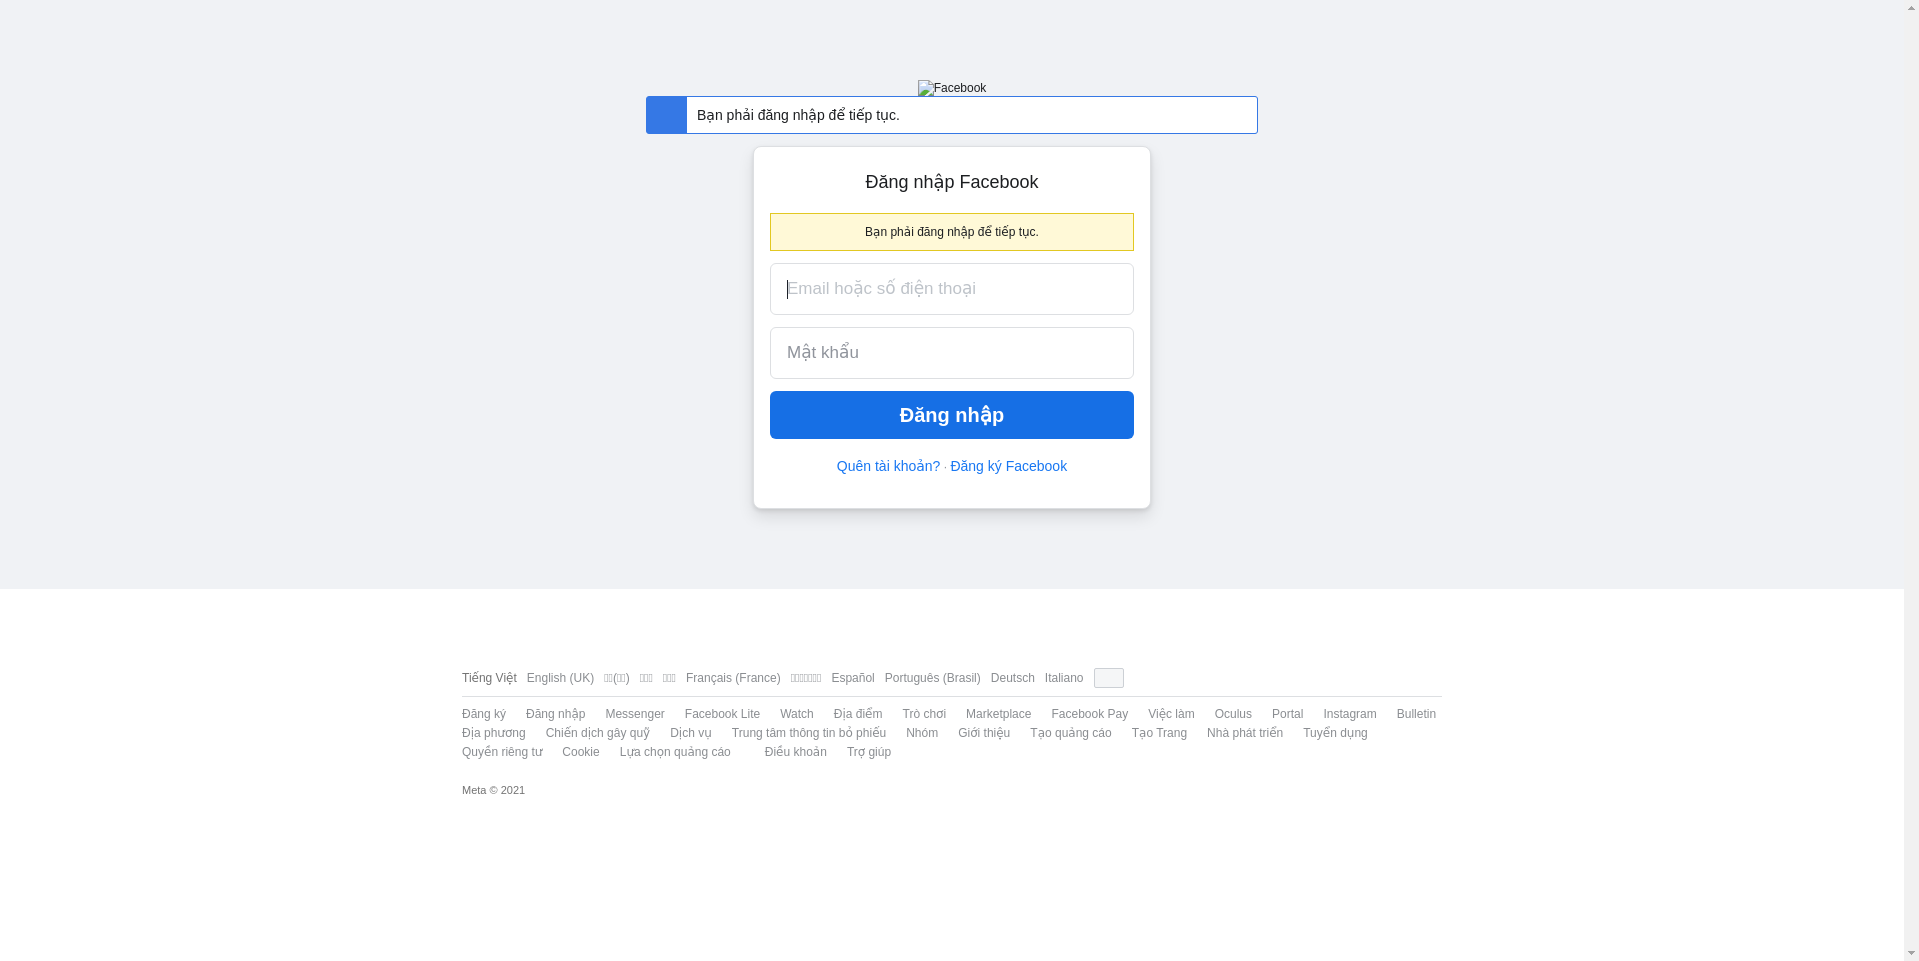 Facebook
Bạn phải đăng nhập để tiếp tục.
Đăng nhập Facebook
Bạn phải đăng nhập để tiếp tục.
Email hoặc số điện thoại
Mật khẩu
Đăng nhập
Quên tài khoản? · Đăng ký Facebook
Tiếng Việt English (UK) Français (France) Español Português (Brasil) Deutsch Italiano
Đăng ký Đăng nhập Messenger Facebook Lite Watch Địa điểm Trò chơi Marketplace Facebook Pay Việc làm Oculus Portal Instagram Bulletin
Địa phương Chiến dịch gây quỹ Dịch vụ Trung tâm thông tin bỏ phiếu Nhóm Giới thiệu Tạo quảng cáo Tạo Trang Nhà phát triển Tuyển dụng
Quyền riêng tư Cookie Lựa chọn quảng cáo Điều khoản Trợ giúp
Meta © 2021